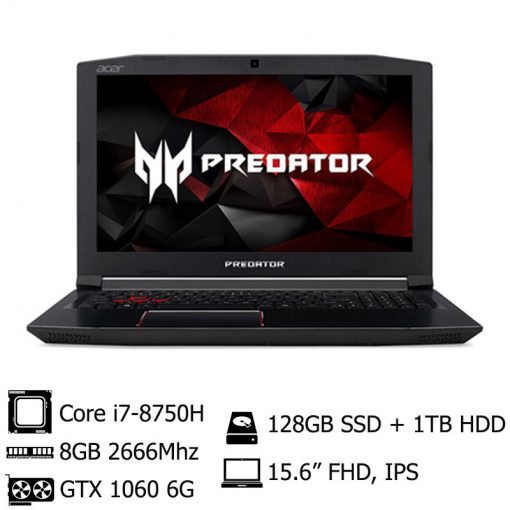 acer
PREDATOR
PREDATOR
Core i7-8750H
8GB 2666Mhz
GTX 1060 6G
128GB SSD + 1TB HDD
15.6” FHD, IPS